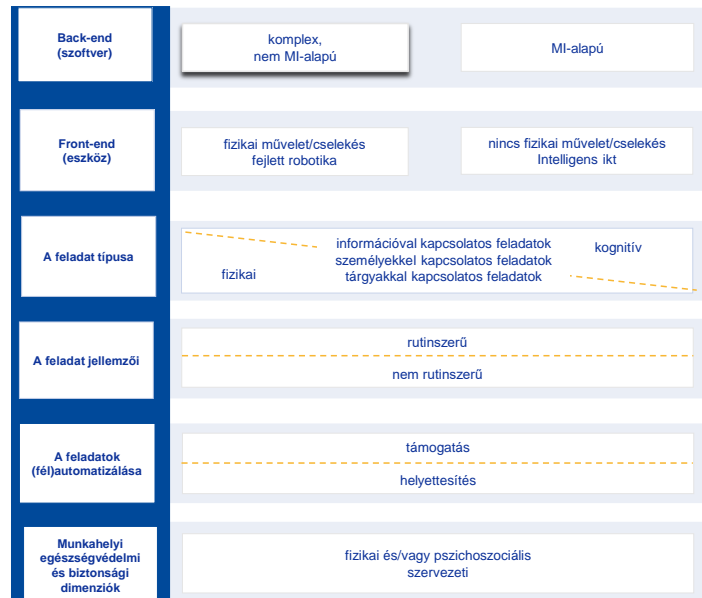 Back-end
(szoftver)
komplex,
nem MI-alapú
MI-alapú
Front-end
(eszköz)
fizikai művelet/cselekés
fejlett robotika
nincs fizikai művelet/cselekés
Intelligens ikt
A feladat típusa
fizikai
információval kapcsolatos feladatok
személyekkel kapcsolatos feladatok
tárgyakkal kapcsolatos feladatok
kognitív
A feladat jellemzői
rutinszerű
nem rutinszerű
A feladatok
(fél)automatizálása
támogatás
helyettesítés
Munkahelyi
egészségvédelmi
és biztonsági
dimenziók
fizikai és/vagy pszichoszociális
szervezeti